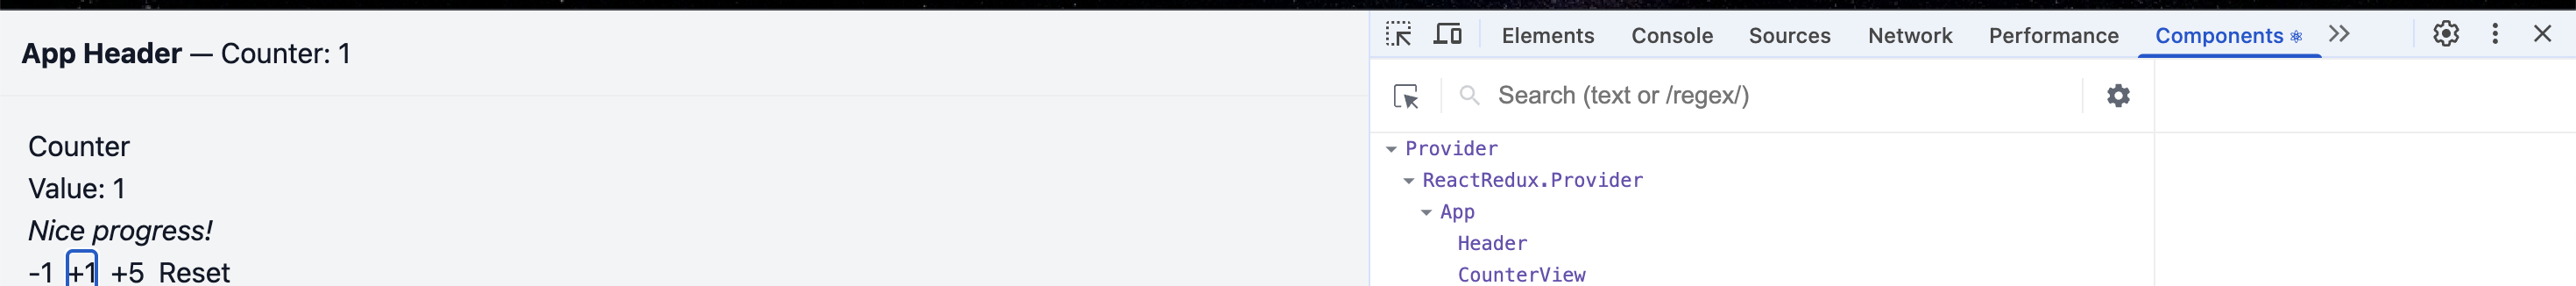 App Header — Counter: 1
Counter
Value: 1
Nice progress!
-1 +1 +5 Reset
Elements Console Sources Network Performance Components
Search (text or /regex/)
Provider
ReactRedux.Provider
App
Header
CounterView